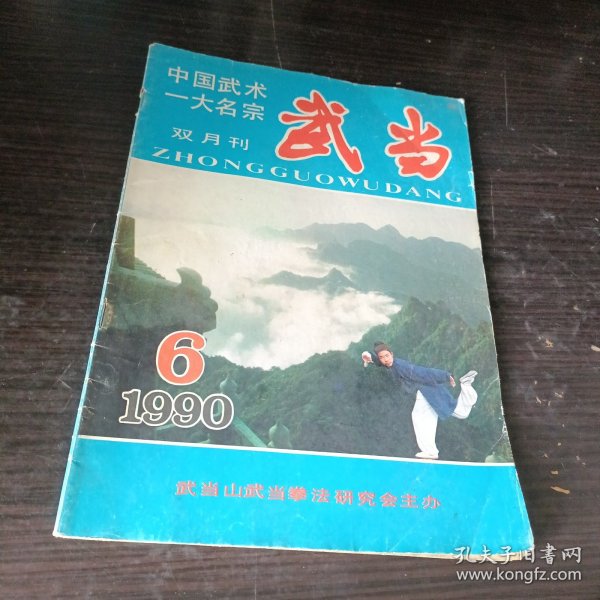 中国武术
一大名宗
武当
双月刊
ZHONGGUOWUDANG
6
1990
武当山武当拳法研究会主办
孔夫子旧书网
www.kongfz.com